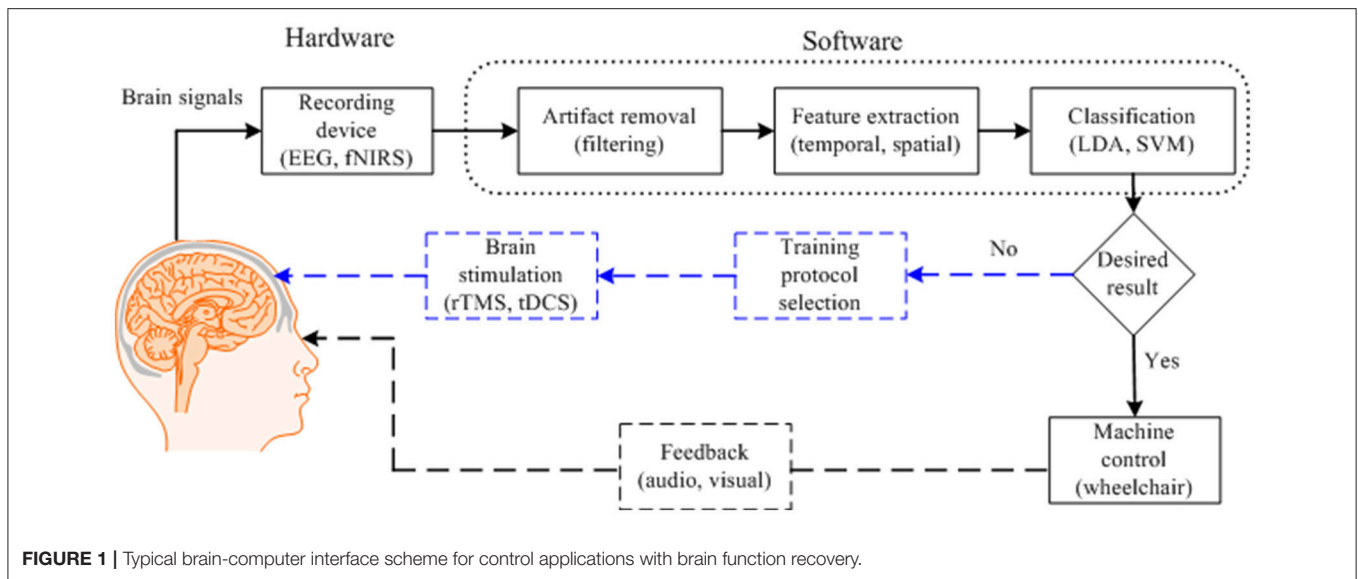 Hardware
Software
Brain signals
Recording
device
(EEG, fNIRS)
Artifact removal
(filtering)
Feature extraction
(temporal, spatial)
Classification
(LDA, SVM)
Brain
stimulation
(rTMS, tDCS)
Training
protocol
selection
No
Desired
result
Yes
Feedback
(audio, visual)
Machine
control
(wheelchair)
FIGURE 1 | Typical brain-computer interface scheme for control applications with brain function recovery.